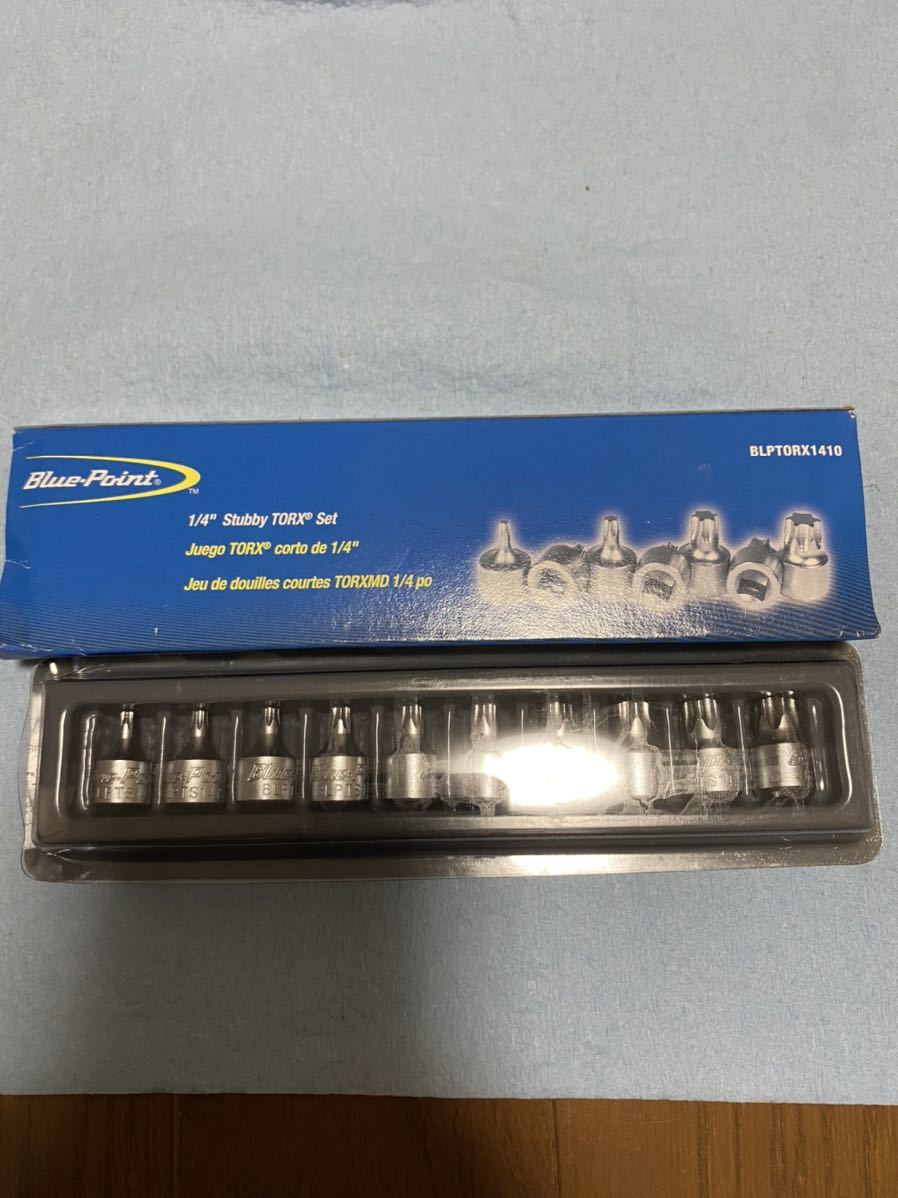 Blue-Point®
TM
BLPTORX1410
1/4" Stubby TORX® Set
Juego TORX® corto de 1/4"
Jeu de douilles courtes TORXMD 1/4 po